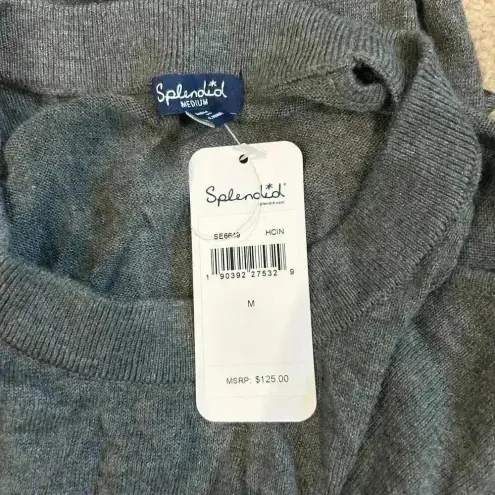 Splendid
MEDIUM
Splendid
SE6649 HCIN
1 90392 27532 9
M
MSRP: $125.00